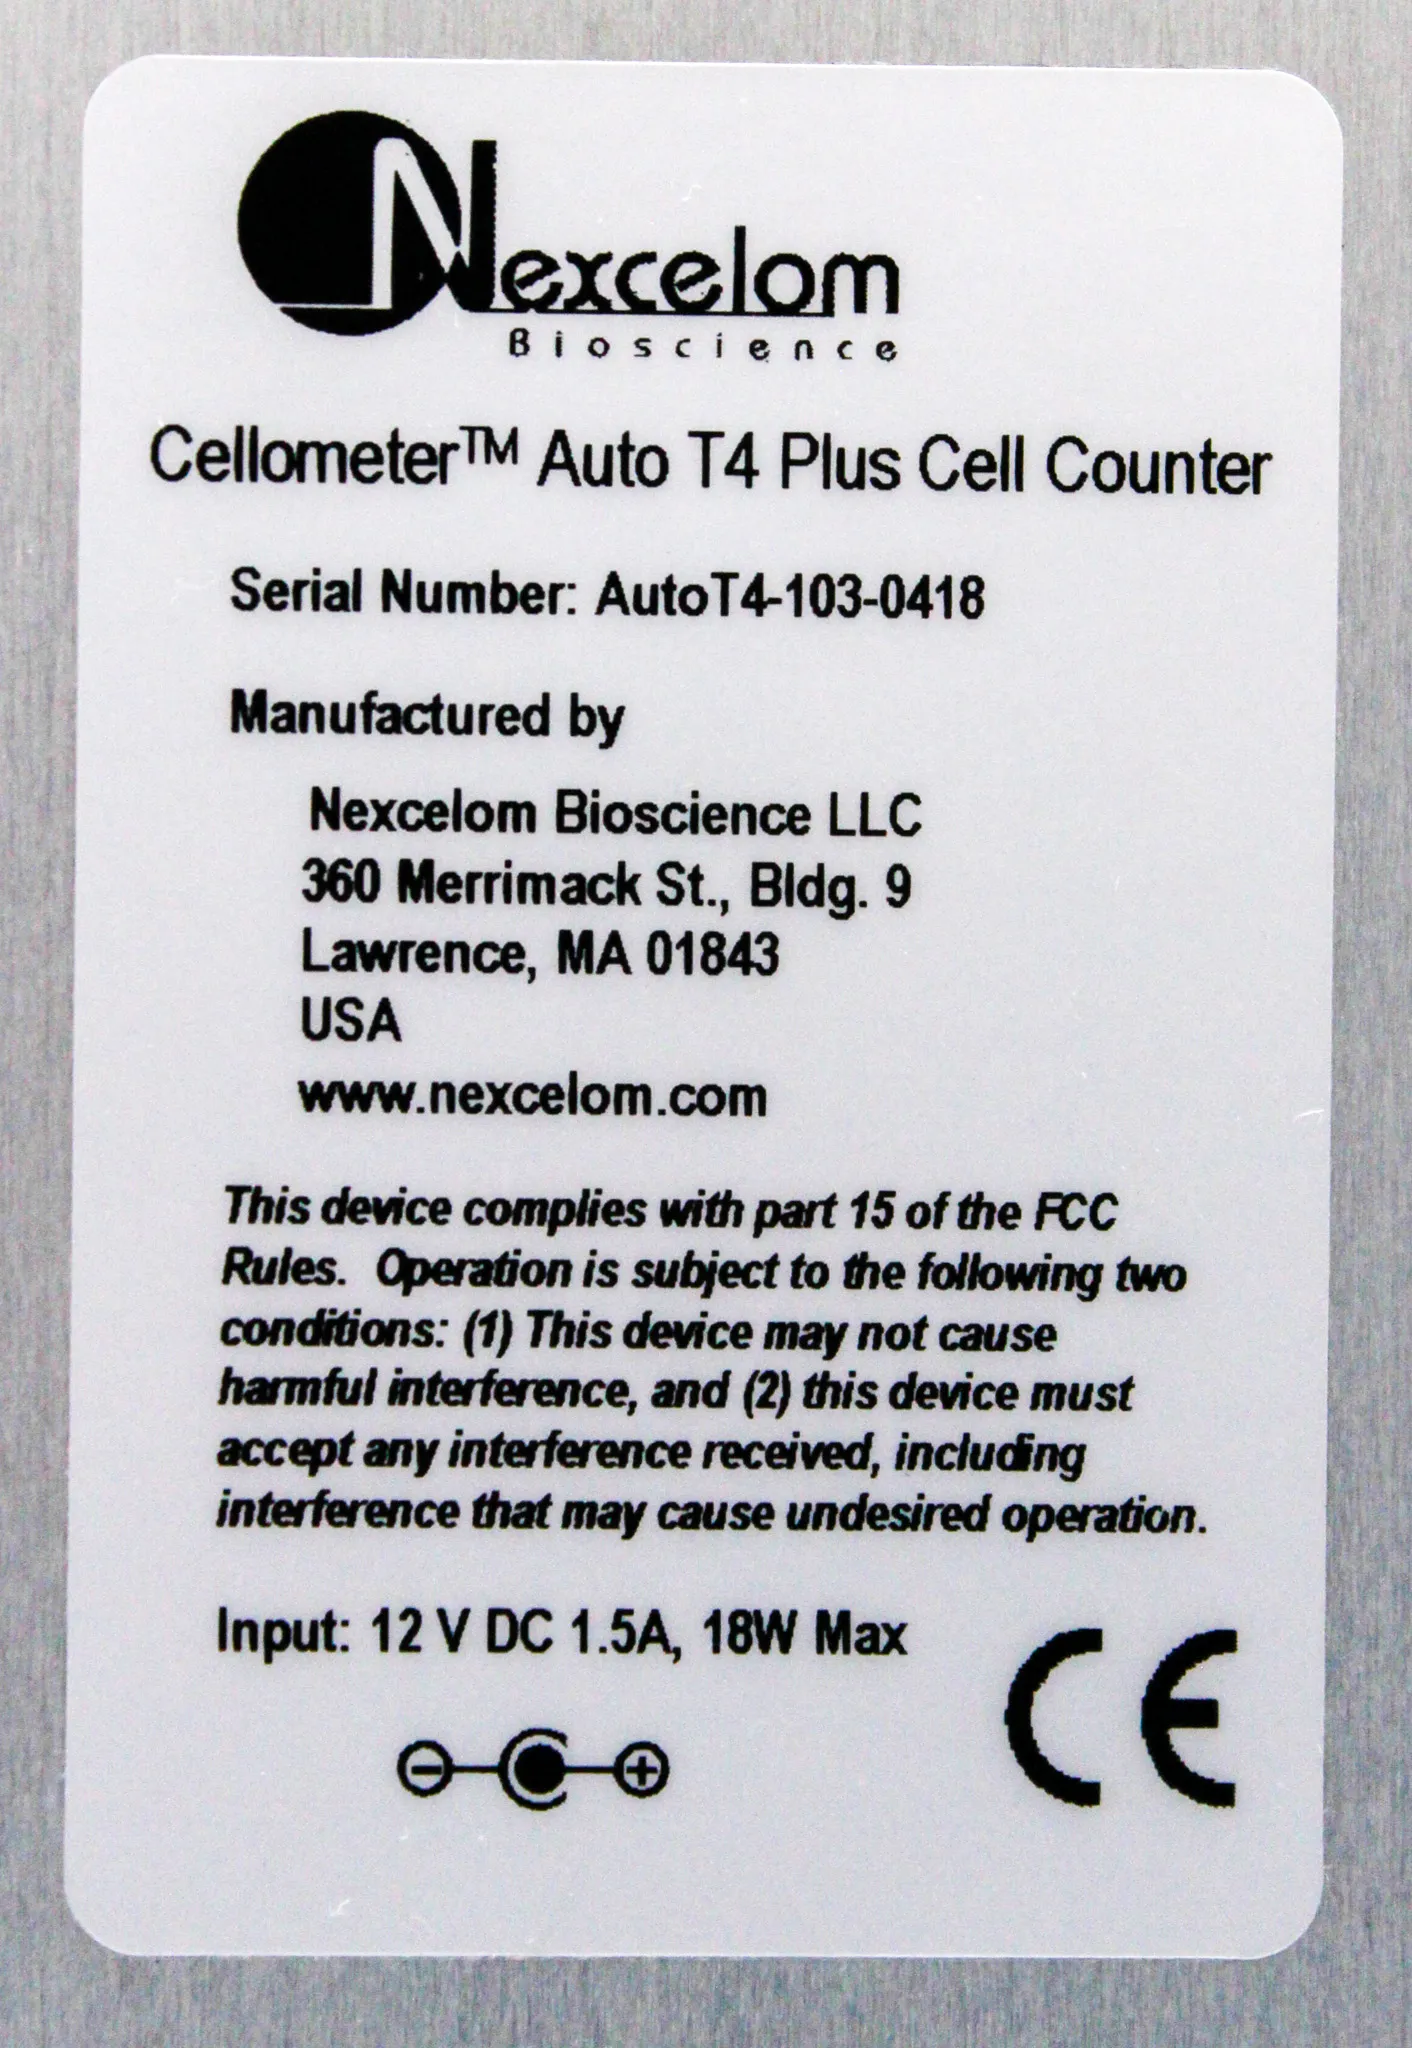 Nexcelom
Bioscience
Cellometer™ Auto T4 Plus Cell Counter
Serial Number: AutoT4-103-0418
Manufactured by
Nexcelom Bioscience LLC
360 Merrimack St., Bldg. 9
Lawrence, MA 01843
USA
www.nexcelom.com
This device complies with part 15 of the FCC
Rules.  Operation is subject to the following two
conditions: (1) This device may not cause
harmful interference, and (2) this device must
accept any interference received, including
interference that may cause undesired operation.
Input: 12 V DC 1.5A, 18W Max
CE